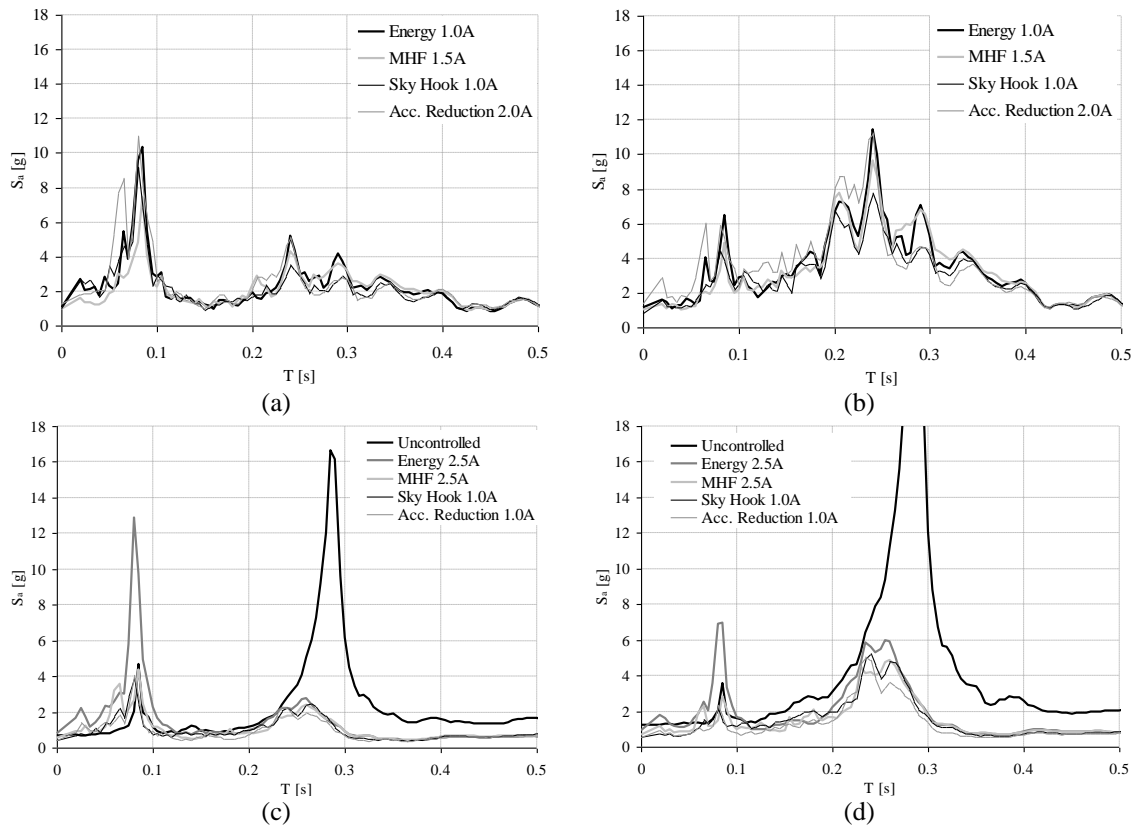 18
16
14
12
10
8
6
4
2
0
Sa [g]
Energy 1.0A
MHF 1.5A
Sky Hook 1.0A
Acc. Reduction 2.0A
0 0.1 0.2 0.3 0.4 0.5
T [s]
(a)
18
16
14
12
10
8
6
4
2
0
Sa [g]
Energy 1.0A
MHF 1.5A
Sky Hook 1.0A
Acc. Reduction 2.0A
0 0.1 0.2 0.3 0.4 0.5
T [s]
(b)
18
16
14
12
10
8
6
4
2
0
Sa [g]
Uncontrolled
Energy 2.5A
MHF 2.5A
Sky Hook 1.0A
Acc. Reduction 1.0A
0 0.1 0.2 0.3 0.4 0.5
T [s]
(c)
18
16
14
12
10
8
6
4
2
0
Sa [g]
Uncontrolled
Energy 2.5A
MHF 2.5A
Sky Hook 1.0A
Acc. Reduction 1.0A
0 0.1 0.2 0.3 0.4 0.5
T [s]
(d)